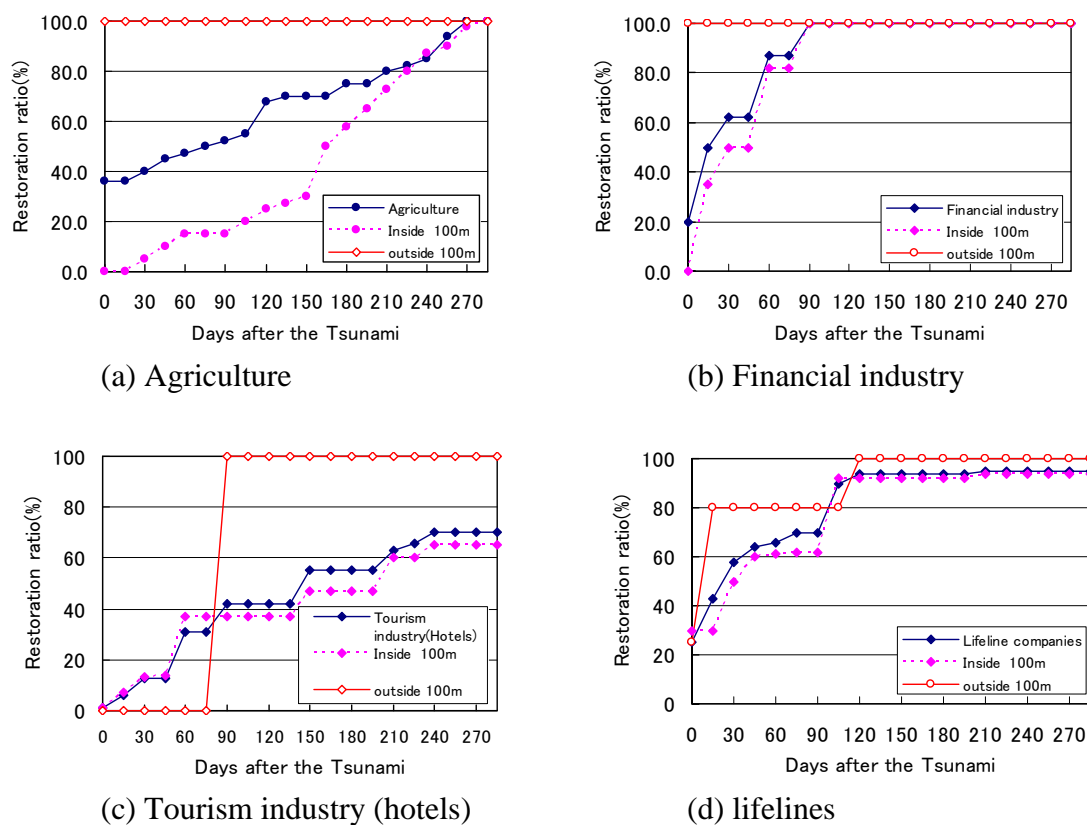 100.0
80.0
60.0
40.0
20.0
0.0
Restoration ratio(%)
Agriculture
Inside 100m
outside 100m
0 30 60 90 120 150 180 210 240 270
Days after the Tsunami
(a) Agriculture
100.0
80.0
60.0
40.0
20.0
0.0
Restoration ratio(%)
Financial industry
Inside 100m
outside 100m
0 30 60 90 120 150 180 210 240 270
Days after the Tsunami
(b) Financial industry
100
80
60
40
20
0
Restoration ratio(%)
Tourism
industry(Hotels)
Inside 100m
outside 100m
0 30 60 90 120 150 180 210 240 270
Days after the Tsunami
(c) Tourism industry (hotels)
100
80
60
40
20
0
Restoration ratio(%)
Lifeline companies
Inside 100m
outside 100m
0 30 60 90 120 150 180 210 240 270
Days after the Tsunami
(d) lifelines